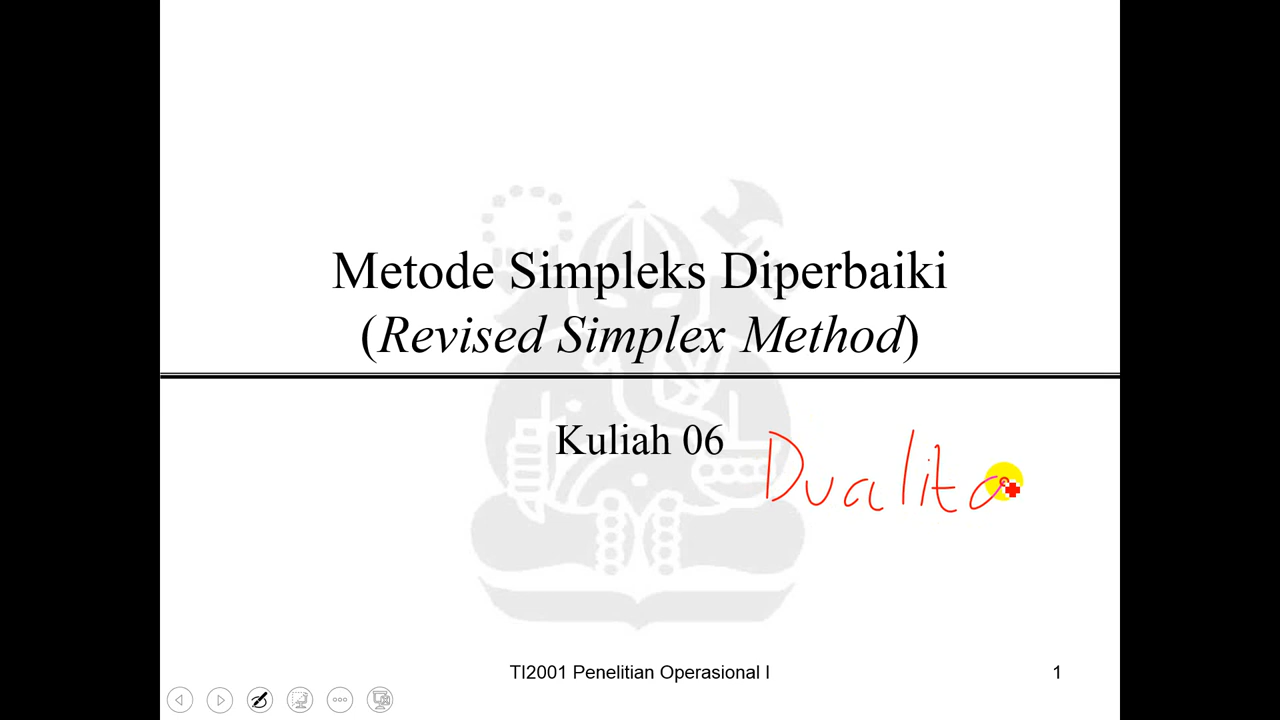 Metode Simpleks Diperbaiki
(Revised Simplex Method)
Kuliah 06
Dualita
TI2001 Penelitian Operasional I
1